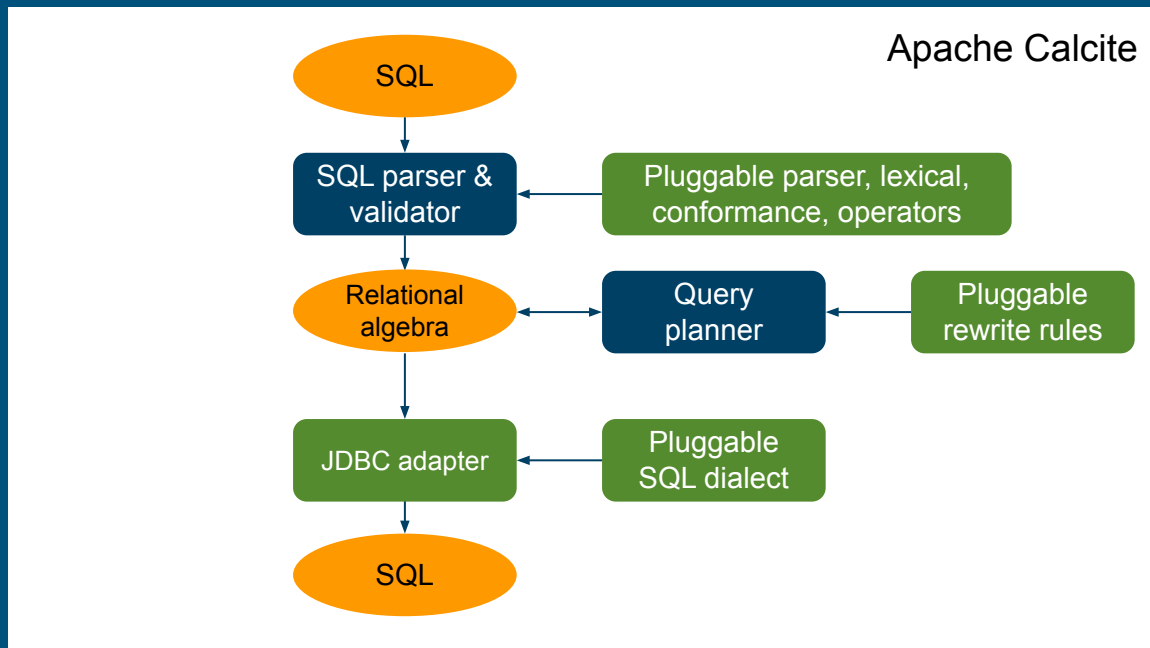 Apache Calcite
SQL
SQL parser &
validator
Pluggable parser, lexical,
conformance, operators
Relational
algebra
Query
planner
Pluggable
rewrite rules
JDBC adapter
Pluggable
SQL dialect
SQL